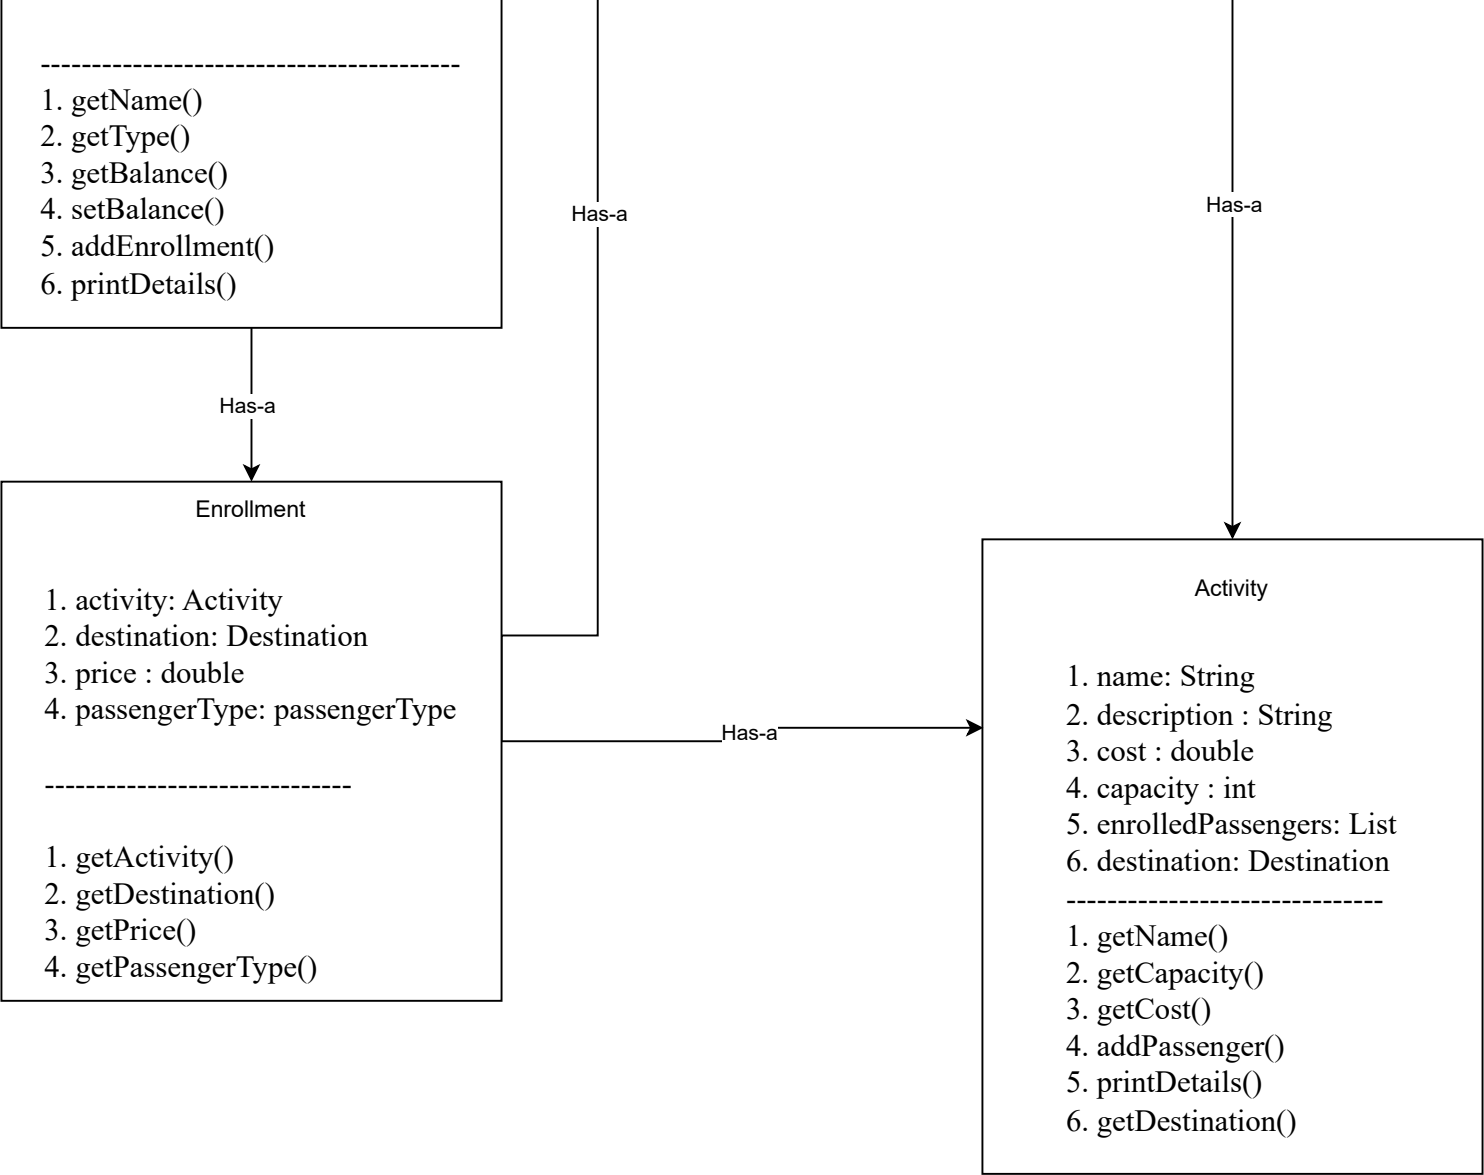 ---------------------------------------
1. getName()
2. getType()
3. getBalance()
4. setBalance()
5. addEnrollment()
6. printDetails()
Has-a
Has-a
Has-a
Enrollment
1. activity: Activity
2. destination: Destination
3. price : double
4. passengerType: passengerType
------------------------------
1. getActivity()
2. getDestination()
3. getPrice()
4. getPassengerType()
Has-a
Activity
1. name: String
2. description : String
3. cost : double
4. capacity : int
5. enrolledPassengers: List
6. destination: Destination
-------------------------------
1. getName()
2. getCapacity()
3. getCost()
4. addPassenger()
5. printDetails()
6. getDestination()